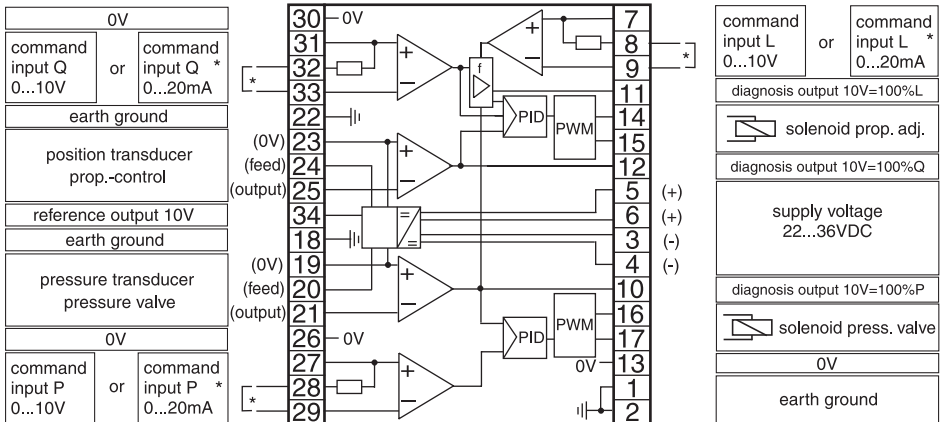 0V
command
input Q
0...10V
or
command
input Q *
0...20mA
earth ground
position transducer
prop.-control
reference output 10V
earth ground
pressure transducer
pressure valve
0V
command
input P
0...10V
or
command
input P *
0...20mA
*
(0V)
(feed)
(output)
(0V)
(feed)
(output)
*
30
31
32
33
22
23
24
25
34
18
19
20
21
26
27
28
29
0V
+
−
+
−
=
=
+
−
0V
+
−
+
−
f
PID
PWM
PID
PWM
0V
7
8
9
11
14
15
12
5
6
3
4
10
16
17
13
1
2
*
(+)
(+)
(-)
(-)
command
input L
0...10V
or
command
input L *
0...20mA
diagnosis output 10V=100%L
solenoid prop. adj.
diagnosis output 10V=100%Q
supply voltage
22...36VDC
diagnosis output 10V=100%P
solenoid press. valve
0V
earth ground